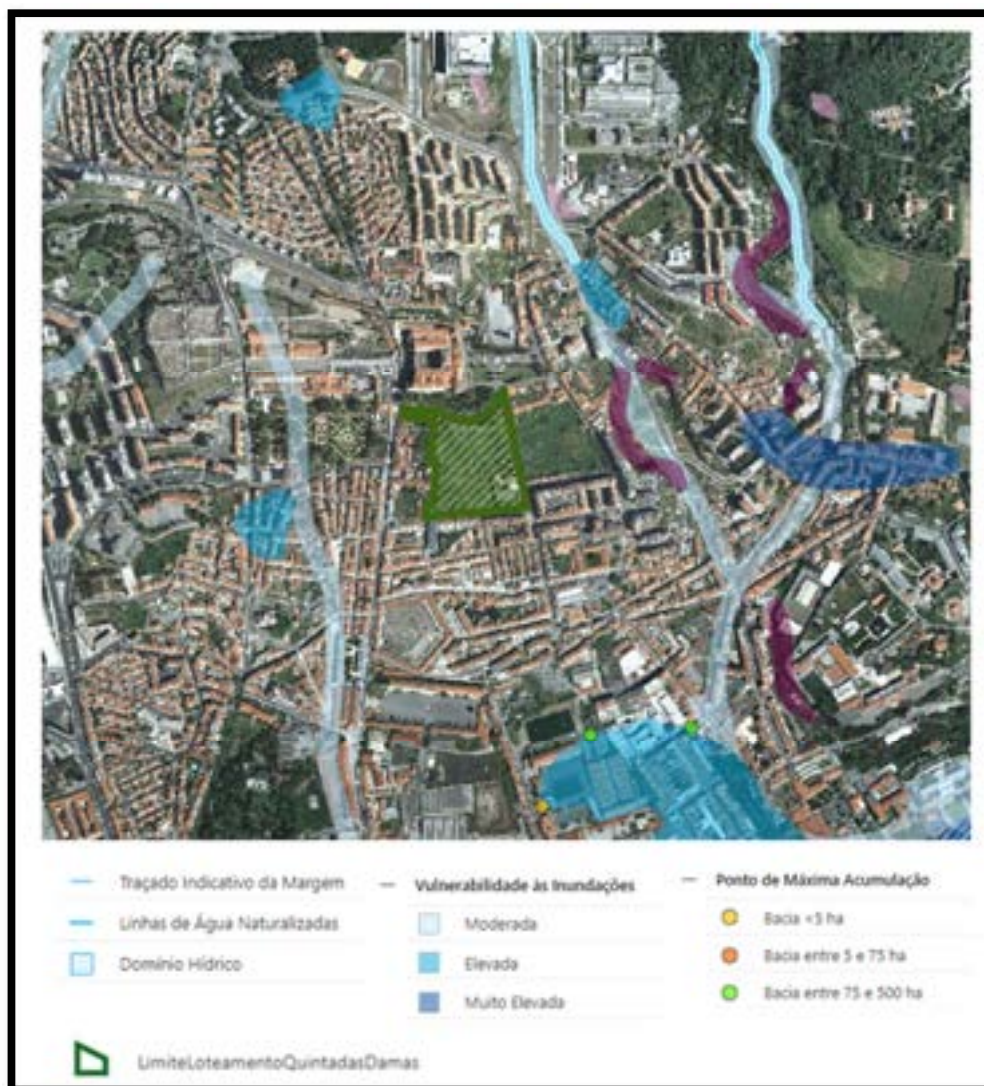 Traçado Indicativo da Margem
Linhas de Água Naturalizadas
Domínio Hídrico
Vulnerabilidade às Inundações
Moderada
Elevada
Muito Elevada
Ponto de Máxima Acumulação
Bacia <5 ha
Bacia entre 5 e 75 ha
Bacia entre 75 e 500 ha
LimiteLoteamentoQuintadasDamas